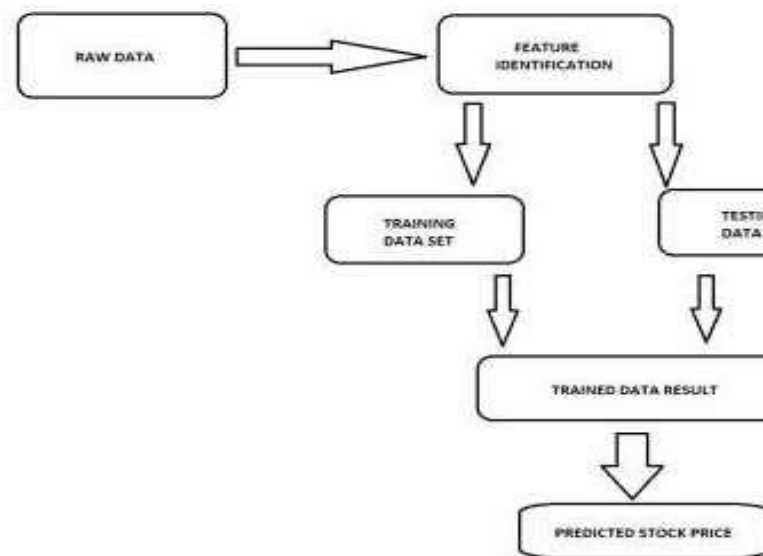 RAW DATA
FEATURE
IDENTIFICATION
TRAINING
DATA SET
DATA
TRAINED DATA RESULT
PREDICTED STOCK PRICE